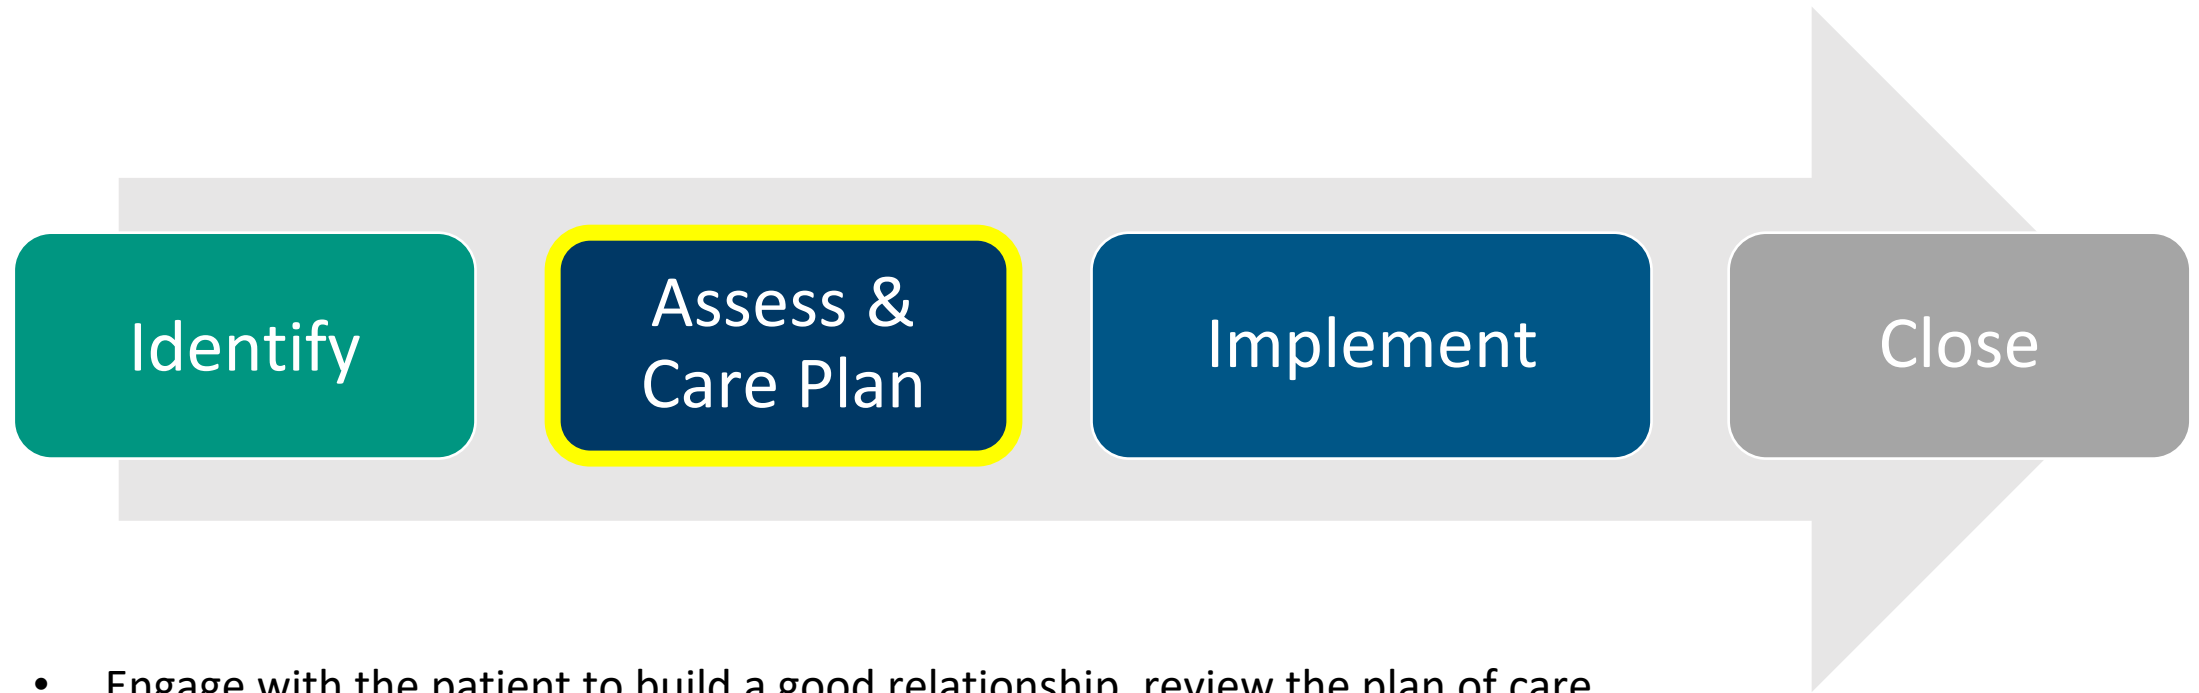 Identify
Assess &
Care Plan
Implement
Close
• Engage with the patient to build a good relationship, review the plan of care